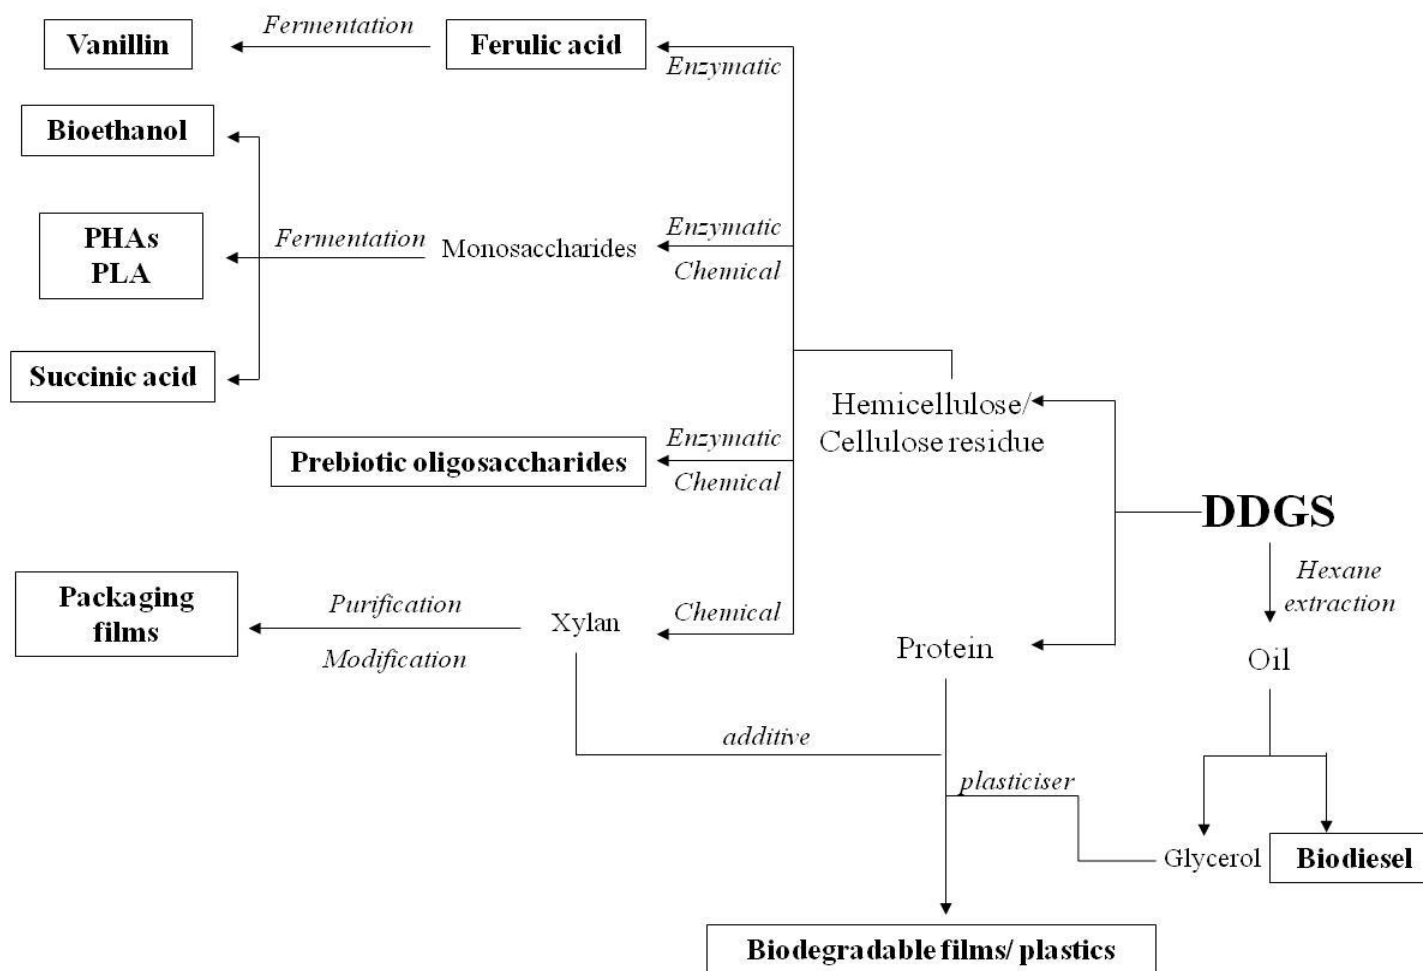 Fermentation
Vanillin
Ferulic acid
Enzymatic
Bioethanol
PHAs
PLA
Fermentation
Monosaccharides
Enzymatic
Chemical
Succinic acid
Hemicellulose/
Cellulose residue
Prebiotic oligosaccharides
Enzymatic
Chemical
DDGS
Hexane
extraction
Packaging
films
Purification
Modification
Xylan
Chemical
Protein
Oil
additive
plasticiser
Glycerol
Biodiesel
Biodegradable films/ plastics